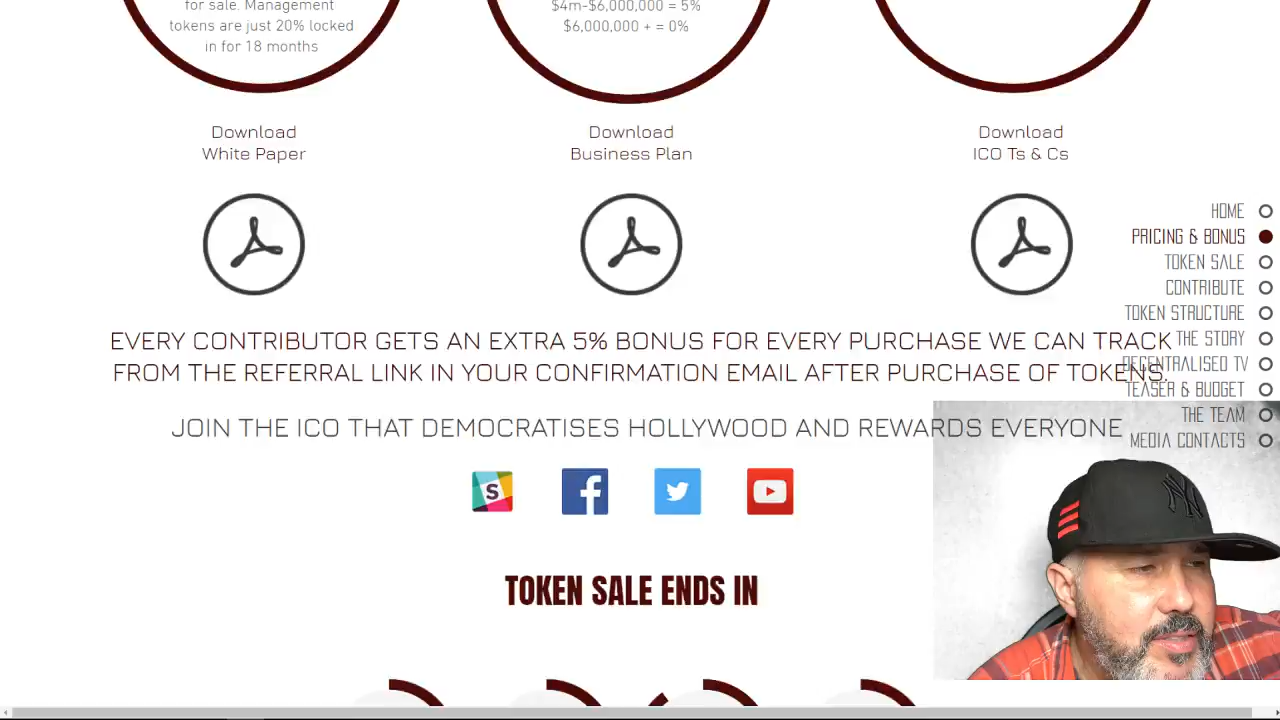 for sale. Management
tokens are just 20% locked
in for 18 months
$4m-$6,000,000 = 5%
$6,000,000 + = 0%
Download
White Paper
Download
Business Plan
Download
ICO Ts & Cs
HOME
PRICING & BONUS
TOKEN SALE
CONTRIBUTE
TOKEN STRUCTURE
THE STORY
DECENTRALISED TV
TEASER & BUDGET
THE TEAM
MEDIA CONTACTS
EVERY CONTRIBUTOR GETS AN EXTRA 5% BONUS FOR EVERY PURCHASE WE CAN TRACK
FROM THE REFERRAL LINK IN YOUR CONFIRMATION EMAIL AFTER PURCHASE OF TOKENS.
JOIN THE ICO THAT DEMOCRATISES HOLLYWOOD AND REWARDS EVERYONE
S
f
TOKEN SALE ENDS IN
NY